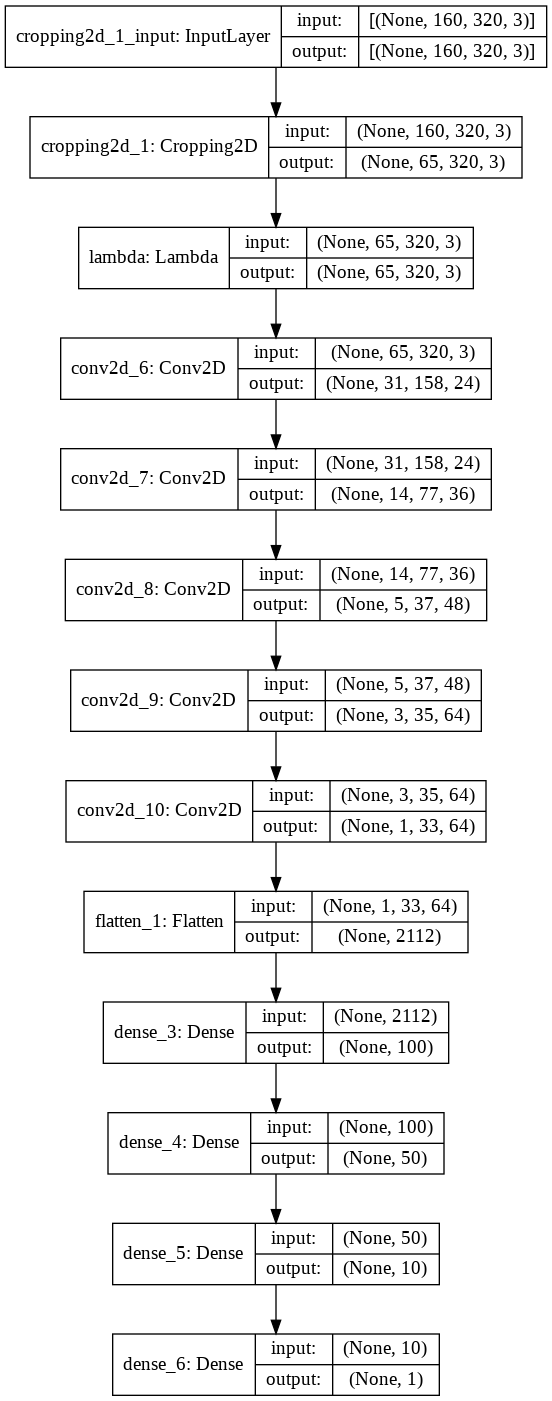 cropping2d_1_input: InputLayer
input: [(None, 160, 320, 3)]
output: [(None, 160, 320, 3)]
cropping2d_1: Cropping2D
input: (None, 160, 320, 3)
output: (None, 65, 320, 3)
lambda: Lambda
input: (None, 65, 320, 3)
output: (None, 65, 320, 3)
conv2d_6: Conv2D
input: (None, 65, 320, 3)
output: (None, 31, 158, 24)
conv2d_7: Conv2D
input: (None, 31, 158, 24)
output: (None, 14, 77, 36)
conv2d_8: Conv2D
input: (None, 14, 77, 36)
output: (None, 5, 37, 48)
conv2d_9: Conv2D
input: (None, 5, 37, 48)
output: (None, 3, 35, 64)
conv2d_10: Conv2D
input: (None, 3, 35, 64)
output: (None, 1, 33, 64)
flatten_1: Flatten
input: (None, 1, 33, 64)
output: (None, 2112)
dense_3: Dense
input: (None, 2112)
output: (None, 100)
dense_4: Dense
input: (None, 100)
output: (None, 50)
dense_5: Dense
input: (None, 50)
output: (None, 10)
dense_6: Dense
input: (None, 10)
output: (None, 1)